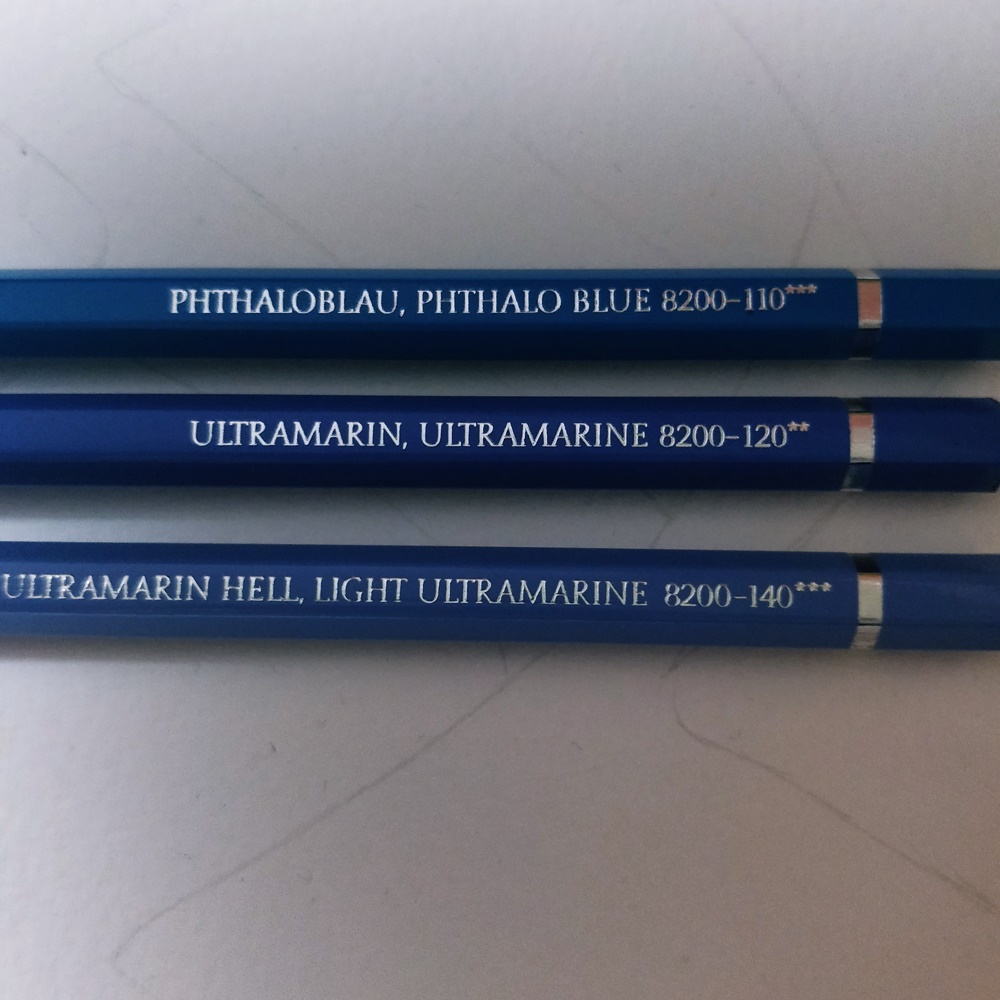 PHTHALOBLAU, PHTHALO BLUE 8200-110***
ULTRAMARIN, ULTRAMARINE 8200-120**
ULTRAMARIN HELL, LIGHT ULTRAMARINE 8200-140***